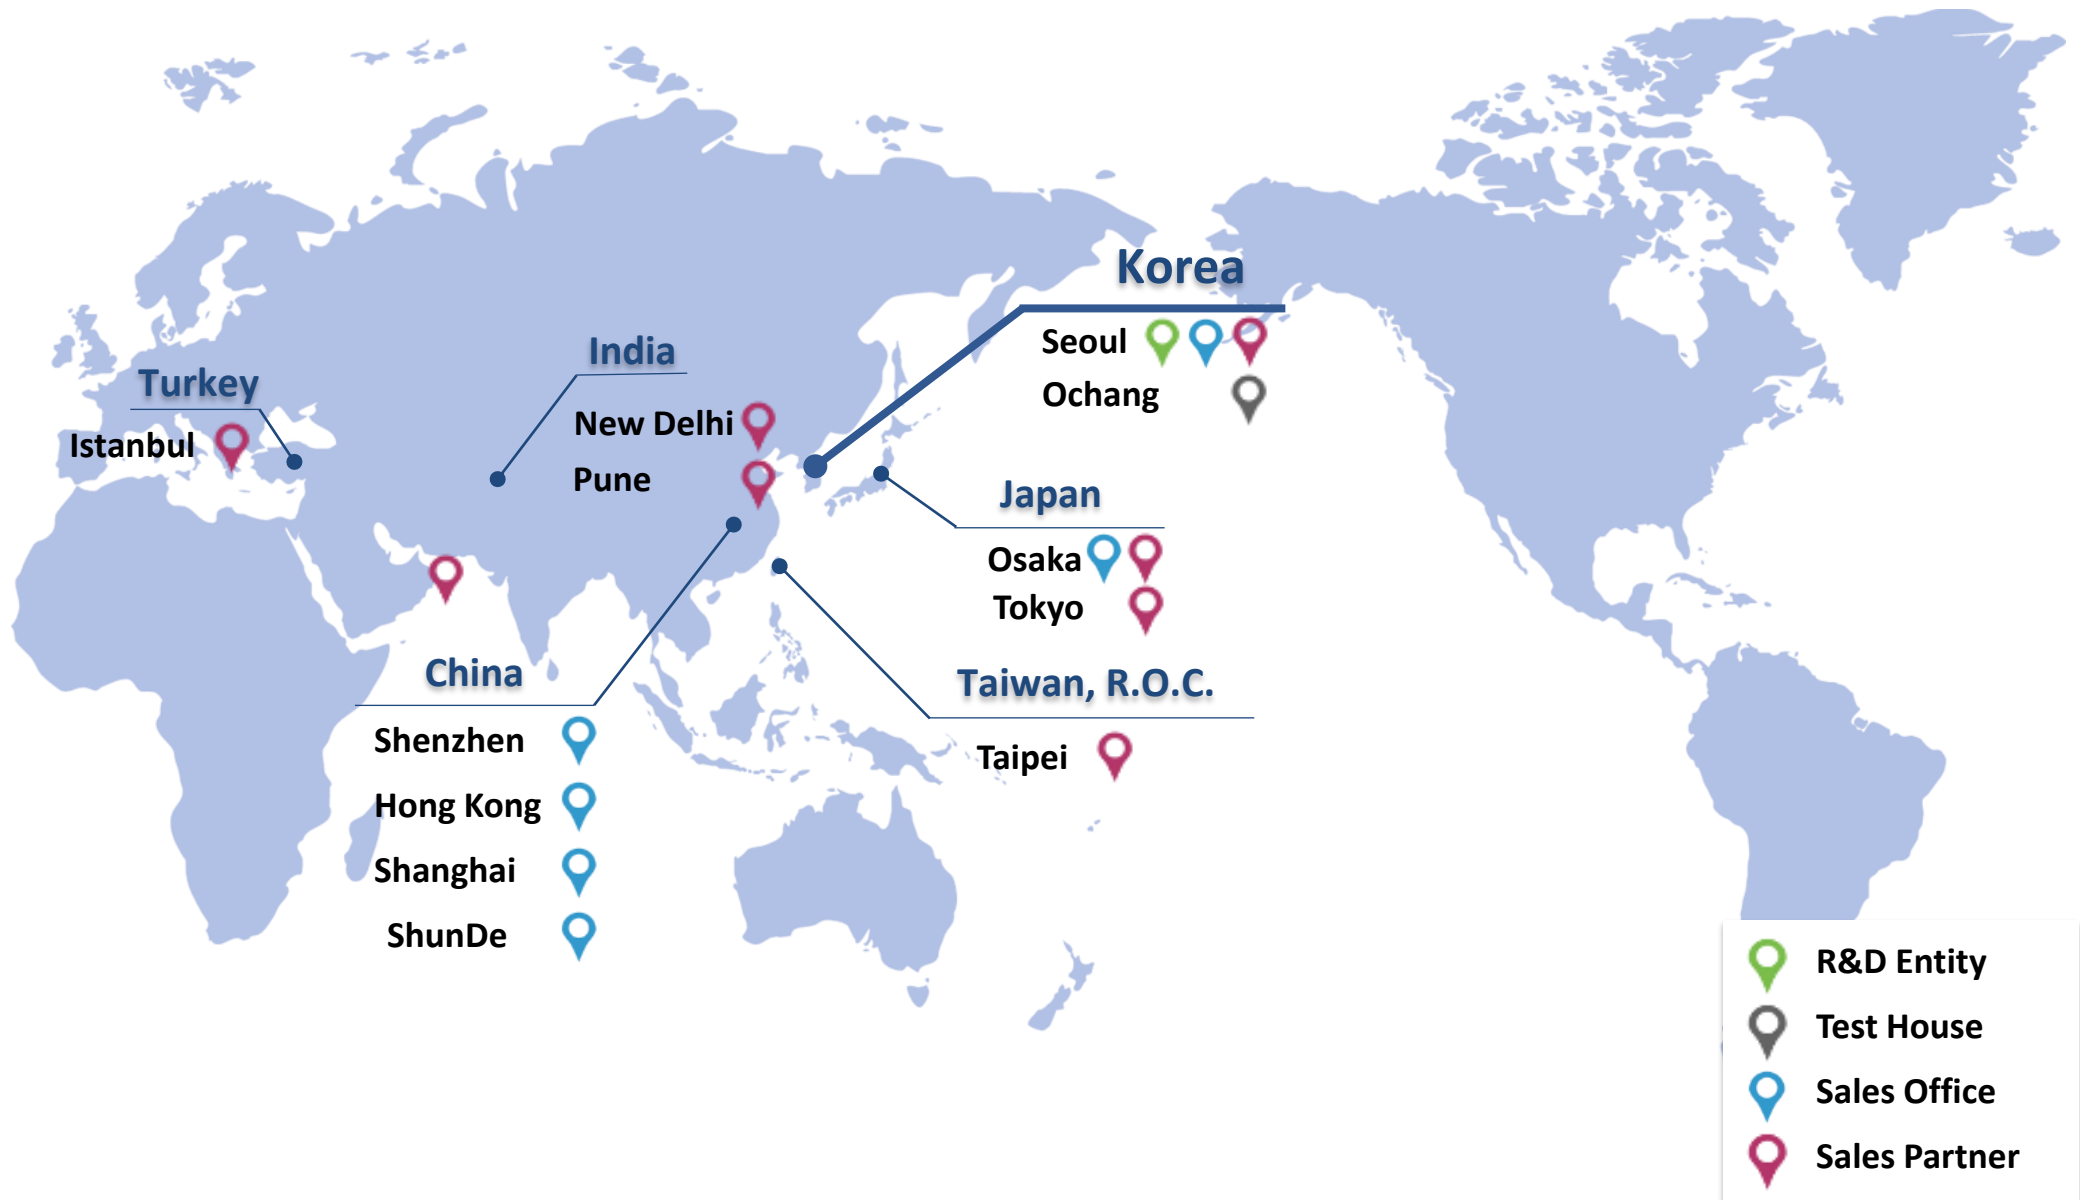 Korea
Seoul
Ochang
India
New Delhi
Pune
Turkey
Istanbul
Japan
Osaka
Tokyo
China
Shenzhen
Hong Kong
Shanghai
ShunDe
Taiwan, R.O.C.
Taipei
R&D Entity
Test House
Sales Office
Sales Partner